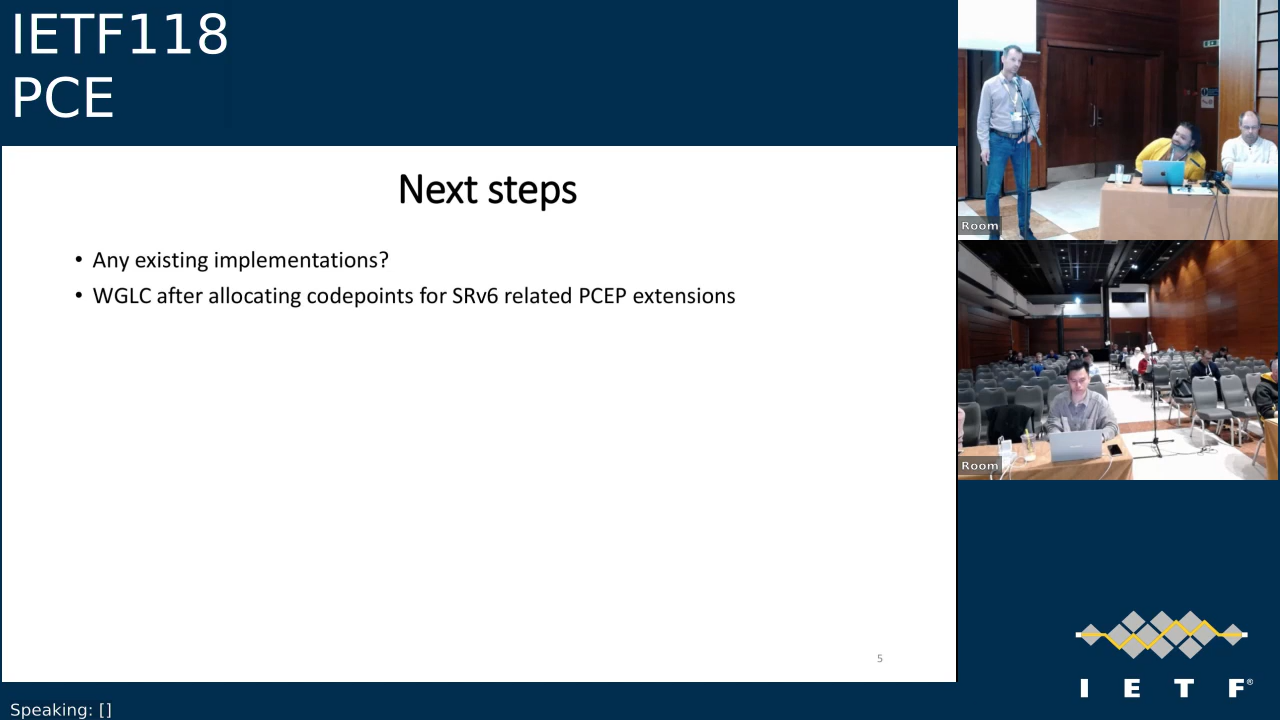 IETF118
PCE
Next steps
• Any existing implementations?
• WGLC after allocating codepoints for SRv6 related PCEP extensions
5
Room
Room
I E T F®
Speaking: []